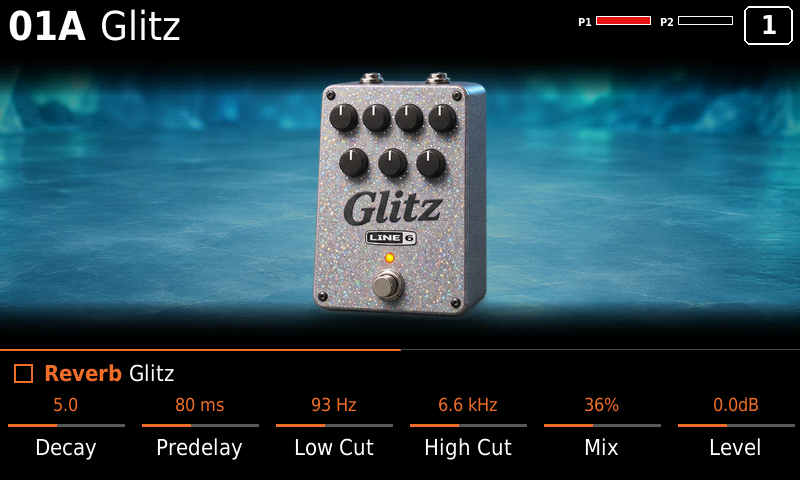 01A Glitz
P1 P2 1
Glitz
LINE 6
Reverb Glitz
5.0 80 ms 93 Hz 6.6 kHz 36% 0.0dB
Decay Predelay Low Cut High Cut Mix Level